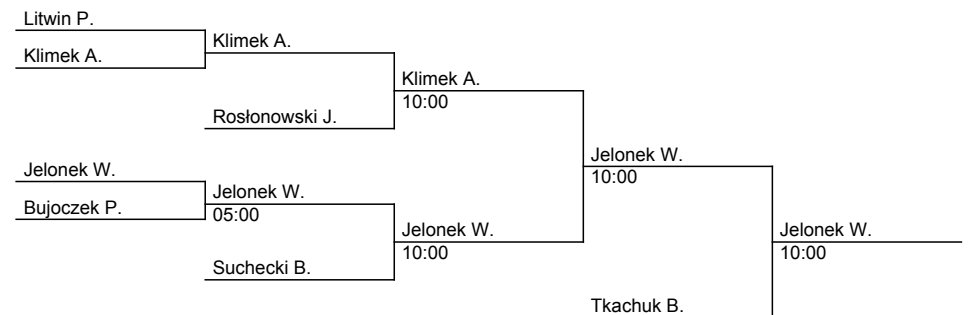 Litwin P.
Klimek A.
Klimek A.
Klimek A.
10:00
Rosłonowski J.
Jelonek W.
10:00
Jelonek W.
Jelonek W.
05:00
Bujoczek P.
Jelonek W.
10:00
Jelonek W.
10:00
Suchecki B.
Tkachuk B.